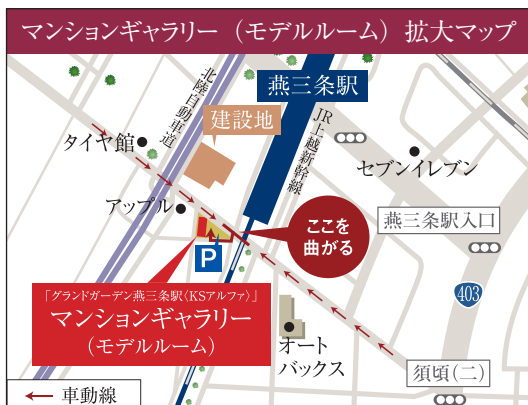 マンションギャラリー（モデルルーム）拡大マップ
北陸自動車道
燕三条駅
建設地
JR上越新幹線
タイヤ館
セブンイレブン
アップル
ここを
曲がる
燕三条駅入口
P
「グランドガーデン燕三条駅〈KSアルファ〉」
マンションギャラリー
（モデルルーム）
403
オート
バックス
須頃(二)
車動線